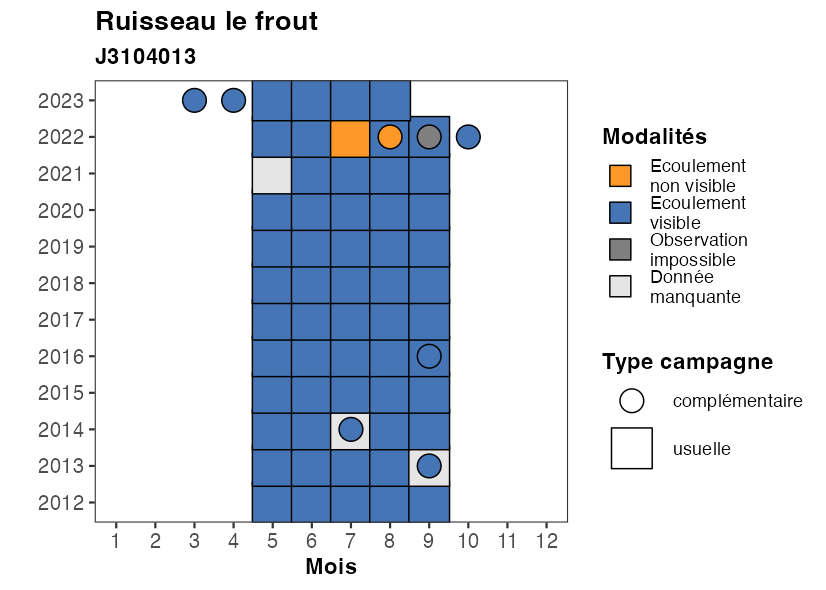 Ruisseau le frout
J3104013
2023
2022
2021
2020
2019
2018
2017
2016
2015
2014
2013
2012
1 2 3 4 5 6 7 8 9 10 11 12
Mois
Modalités
Ecoulement
non visible
Ecoulement
visible
Observation
impossible
Donnée
manquante
Type campagne
complémentaire
usuelle